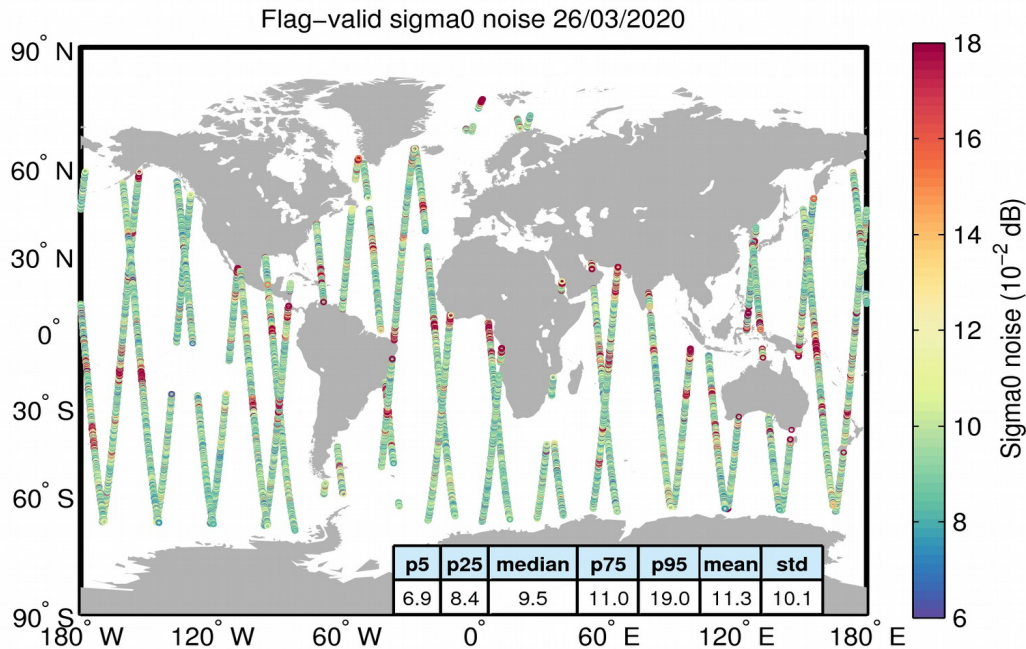 Flag−valid sigma0 noise 26/03/2020
90° N
60° N
30° N
0°
30° S
60° S
90° S
180° W
120° W
60° W
0°
60° E
120° E
180° E
p5 p25 median p75 p95 mean std
6.9 8.4 9.5 11.0 19.0 11.3 10.1
18
16
14
12
10
8
6
Sigma0 noise (10⁻² dB)